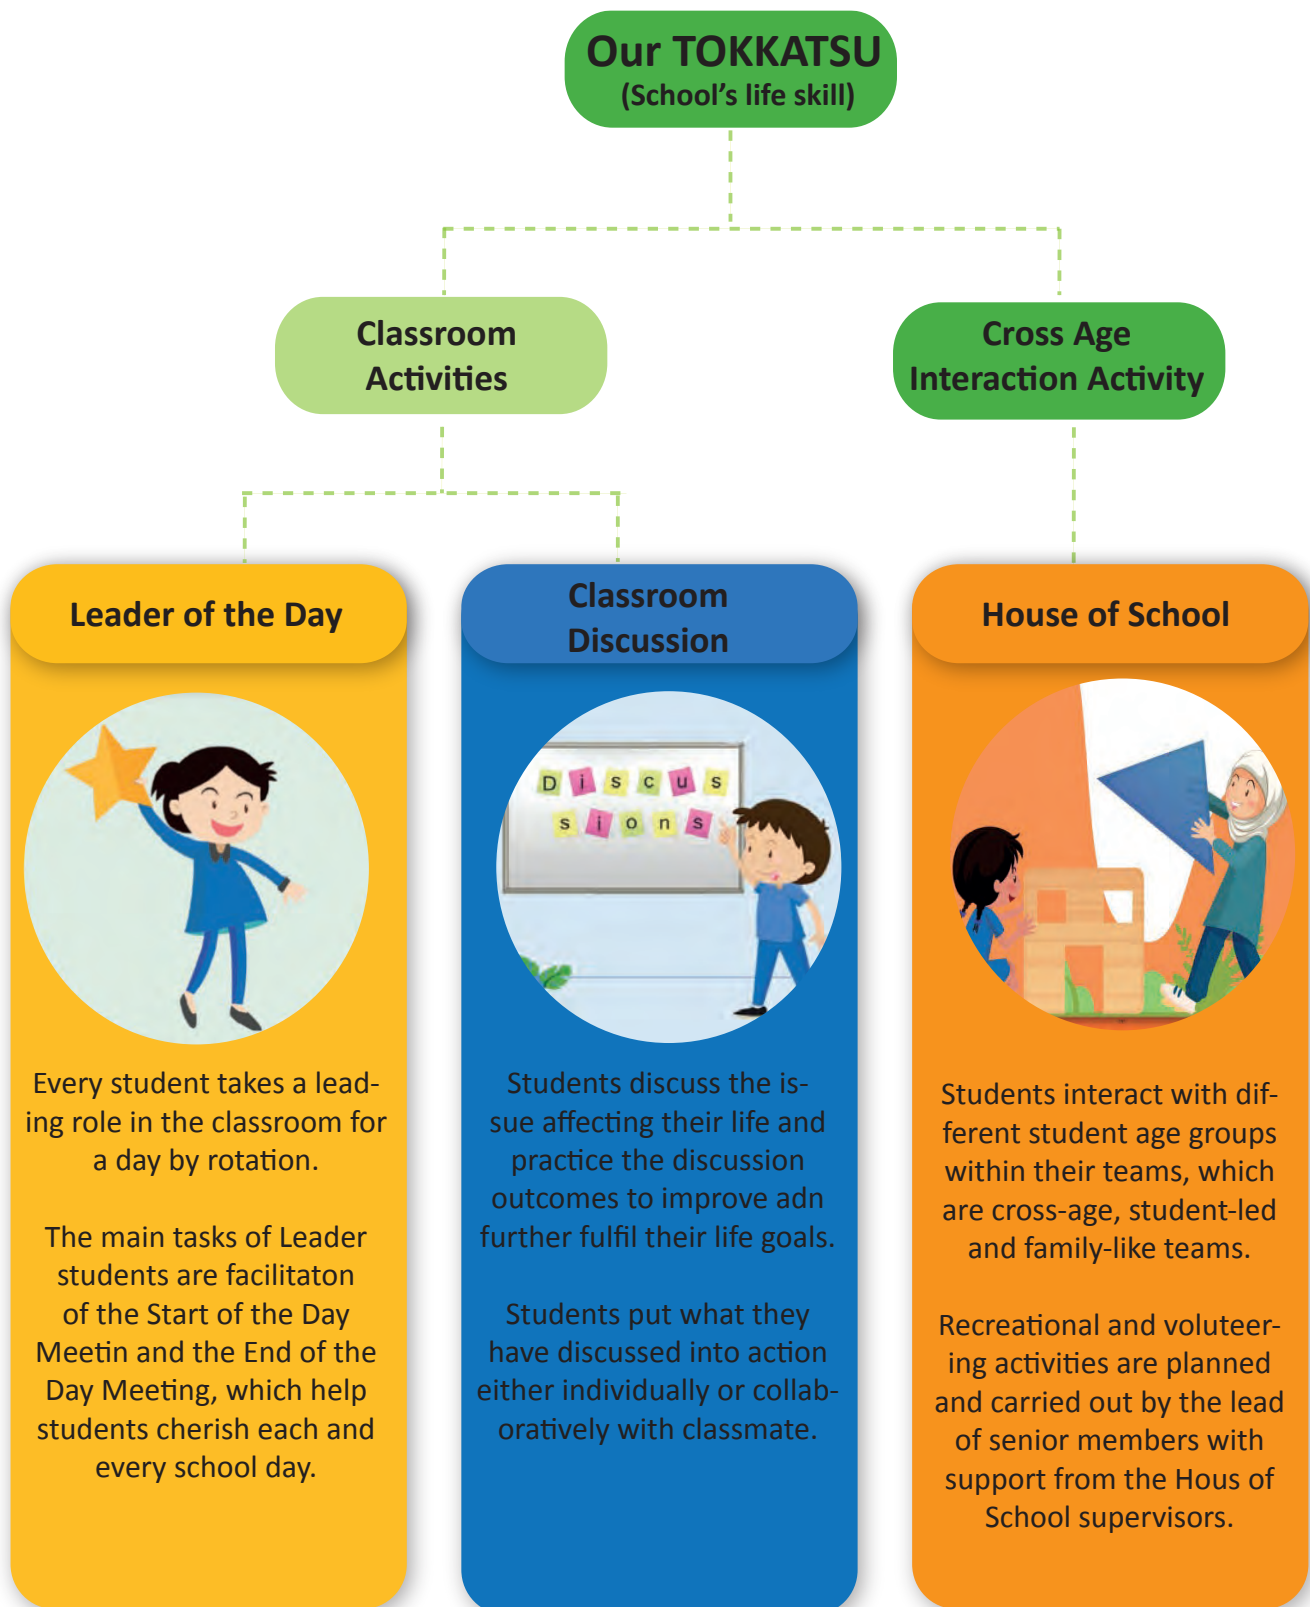 Our TOKKATSU
(School's life skill)
Classroom
Activities
Cross Age
Interaction Activity
Leader of the Day
Every student takes a lead-
ing role in the classroom for
a day by rotation.
The main tasks of Leader
students are facilitaton
of the Start of the Day
Meetin and the End of the
Day Meeting, which help
students cherish each and
every school day.
Classroom
Discussion
Discus
sions
Students discuss the is-
sue affecting their life and
practice the discussion
outcomes to improve adn
further fulfil their life goals.
Students put what they
have discussed into action
either individually or collab-
oratively with classmate.
House of School
Students interact with dif-
ferent student age groups
within their teams, which
are cross-age, student-led
and family-like teams.
Recreational and voluteer-
ing activities are planned
and carried out by the lead
of senior members with
support from the Hous of
School supervisors.